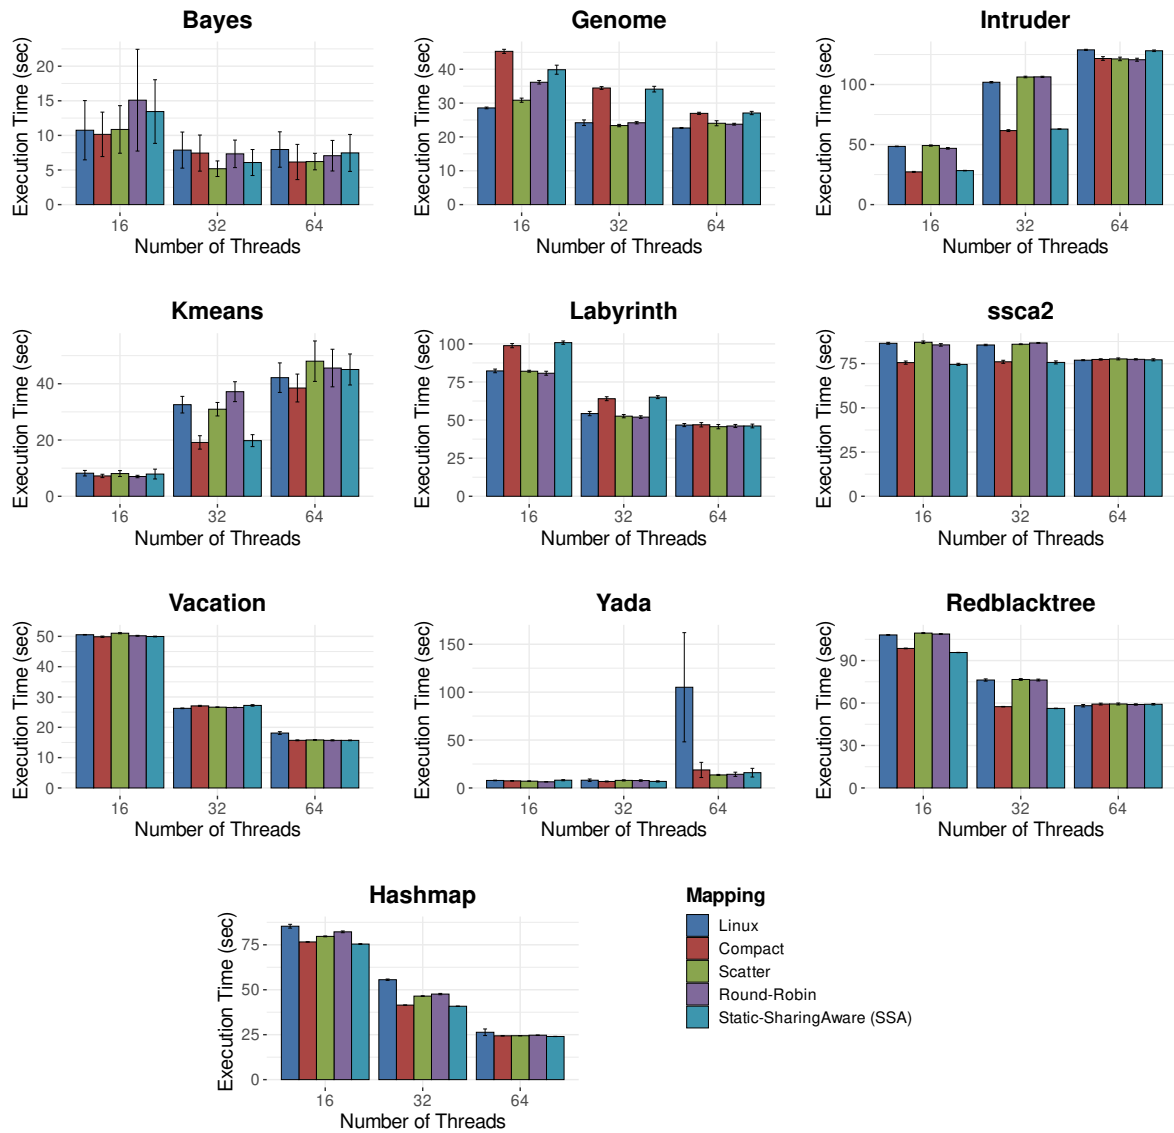 Bayes
Execution Time (sec)
20
15
10
5
0
16 32 64
Number of Threads
Genome
Execution Time (sec)
40
30
20
10
0
16 32 64
Number of Threads
Intruder
Execution Time (sec)
100
50
0
16 32 64
Number of Threads
Kmeans
Execution Time (sec)
40
20
0
16 32 64
Number of Threads
Labyrinth
Execution Time (sec)
100
75
50
25
0
16 32 64
Number of Threads
ssca2
Execution Time (sec)
75
50
25
0
16 32 64
Number of Threads
Vacation
Execution Time (sec)
50
40
30
20
10
0
16 32 64
Number of Threads
Yada
Execution Time (sec)
150
100
50
0
16 32 64
Number of Threads
Redblacktree
Execution Time (sec)
90
60
30
0
16 32 64
Number of Threads
Hashmap
Execution Time (sec)
75
50
25
0
16 32 64
Number of Threads
Mapping
Linux
Compact
Scatter
Round-Robin
Static-SharingAware (SSA)